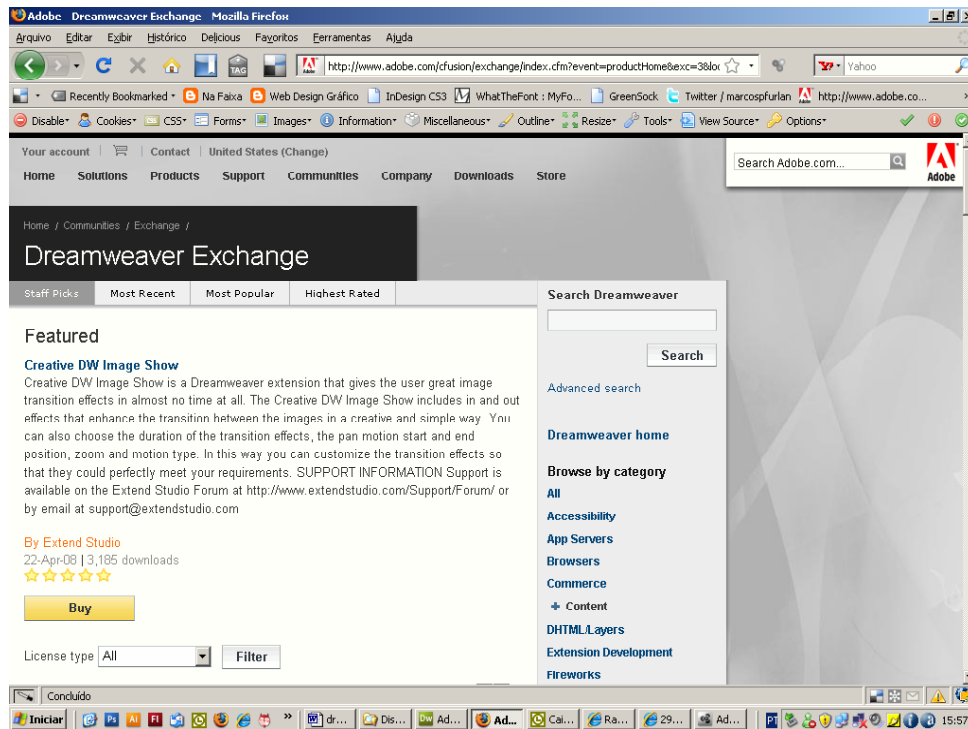 Adobe Dreamweaver Exchange Mozilla Firefox
Arquivo Editar Exibir Histórico Delicious Favoritos Ferramentas Ajuda
http://www.adobe.com/cfusion/exchange/index.cfm?event=productHome&exc=3&loc
Yahoo
Recently Bookmarked Na Faixa Web Design Gráfico InDesign CS3 WhatTheFont : MyFo... GreenSock Twitter / marcospfurlan http://www.adobe.co...
Disable Cookies CSS Forms Images Information Miscellaneous Outline Resize Tools View Source Options
Your account | Contact | United States (Change)
Search Adobe.com...
Adobe
Home Solutions Products Support Communities Company Downloads Store
Home / Communities / Exchange /
Dreamweaver Exchange
Staff Picks Most Recent Most Popular Highest Rated
Featured
Creative DW Image Show
Creative DW Image Show is a Dreamweaver extension that gives the user great image
transition effects in almost no time at all. The Creative DW Image Show includes in and out
effects that enhance the transition between the images in a creative and simple way. You
can also choose the duration of the transition effects, the pan motion start and end
position, zoom and motion type. In this way you can customize the transition effects so
that they could perfectly meet your requirements. SUPPORT INFORMATION Support is
available on the Extend Studio Forum at http://www.extendstudio.com/Support/Forum/ or
by email at support@extendstudio.com
By Extend Studio
22-Apr-08 | 3,185 downloads
Buy
License type All Filter
Search Dreamweaver
Search
Advanced search
Dreamweaver home
Browse by category
All
Accessibility
App Servers
Browsers
Commerce
+ Content
DHTML/Layers
Extension Development
Fireworks
Concluído
Iniciar dr... Dis... Ad... Ad... Cai... Ra... 29... Ad... PT 15:57